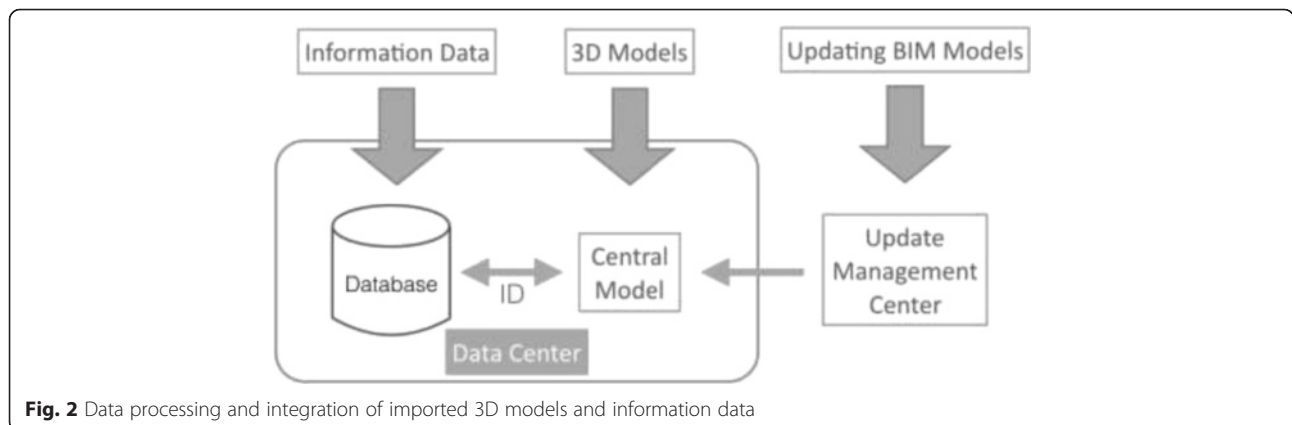 Information Data
3D Models
Updating BIM Models
Database
ID
Central
Model
Update
Management
Center
Data Center
Fig. 2 Data processing and integration of imported 3D models and information data